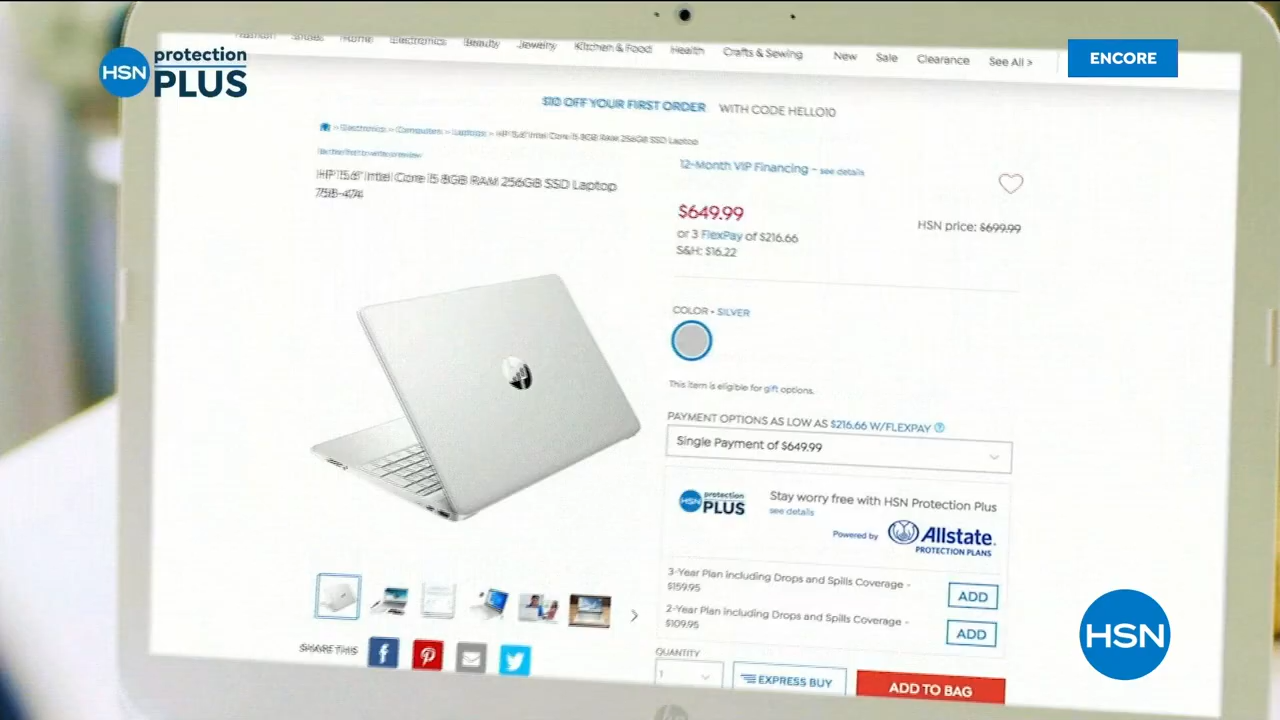 HSN protection PLUS
ENCORE
Fashion Shoes Home Electronics Beauty Jewelry Kitchen & Food Health Crafts & Sewing New Sale Clearance See All >
$10 OFF YOUR FIRST ORDER WITH CODE HELLO10
> Electronics > Computers > Laptops > HP 15.6" Intel Core i5 8GB RAM 256GB SSD Laptop
Be the first to write a review
12-Month VIP Financing - see details
HP 15.6" Intel Core i5 8GB RAM 256GB SSD Laptop
758-474
$649.99
HSN price: $699.99
or 3 FlexPay of $216.66
S&H: $16.22
COLOR - SILVER
hp
This item is eligible for gift options.
PAYMENT OPTIONS AS LOW AS $216.66 W/FLEXPAY ?
Single Payment of $649.99
HSN protection PLUS
Stay worry free with HSN Protection Plus
see details
Powered by Allstate.
PROTECTION PLANS
3-Year Plan including Drops and Spills Coverage -
$159.95
ADD
2-Year Plan including Drops and Spills Coverage -
$109.95
ADD
SHARE THIS
QUANTITY
1
EXPRESS BUY
ADD TO BAG
HSN
hp